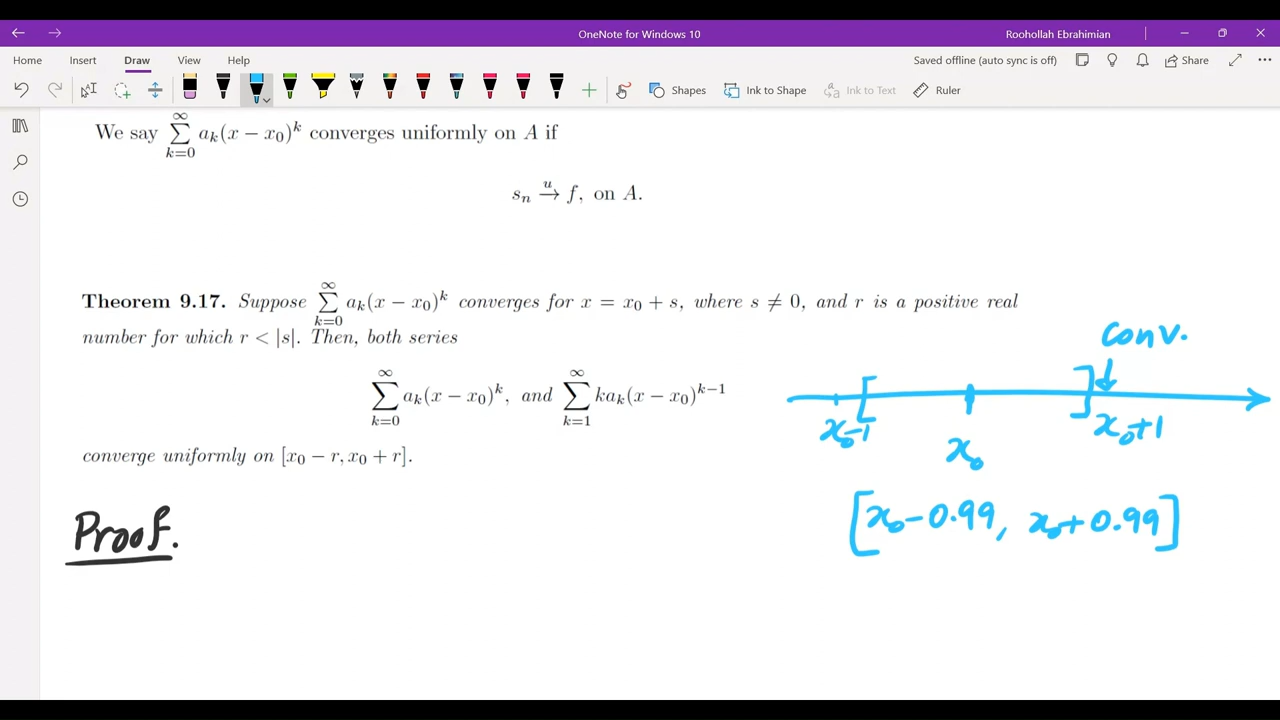 OneNote for Windows 10
Roohollah Ebrahimian
Home Insert Draw View Help
Saved offline (auto sync is off) Share
Shapes Ink to Shape Ink to Text Ruler
We say ∑_{k=0}^{∞} a_k(x − x_0)^k converges uniformly on A if
s_n \xrightarrow{u} f, on A.
Theorem 9.17. Suppose ∑_{k=0}^{∞} a_k(x − x_0)^k converges for x = x_0 + s, where s ≠ 0, and r is a positive real
number for which r < |s|. Then, both series
∑_{k=0}^{∞} a_k(x − x_0)^k, and ∑_{k=1}^{∞} ka_k(x − x_0)^{k−1}
converge uniformly on [x_0 − r, x_0 + r].
Proof.
Conv.
x_0−1
x_0
x_0+1
[x_0−0.99, x_0+0.99]